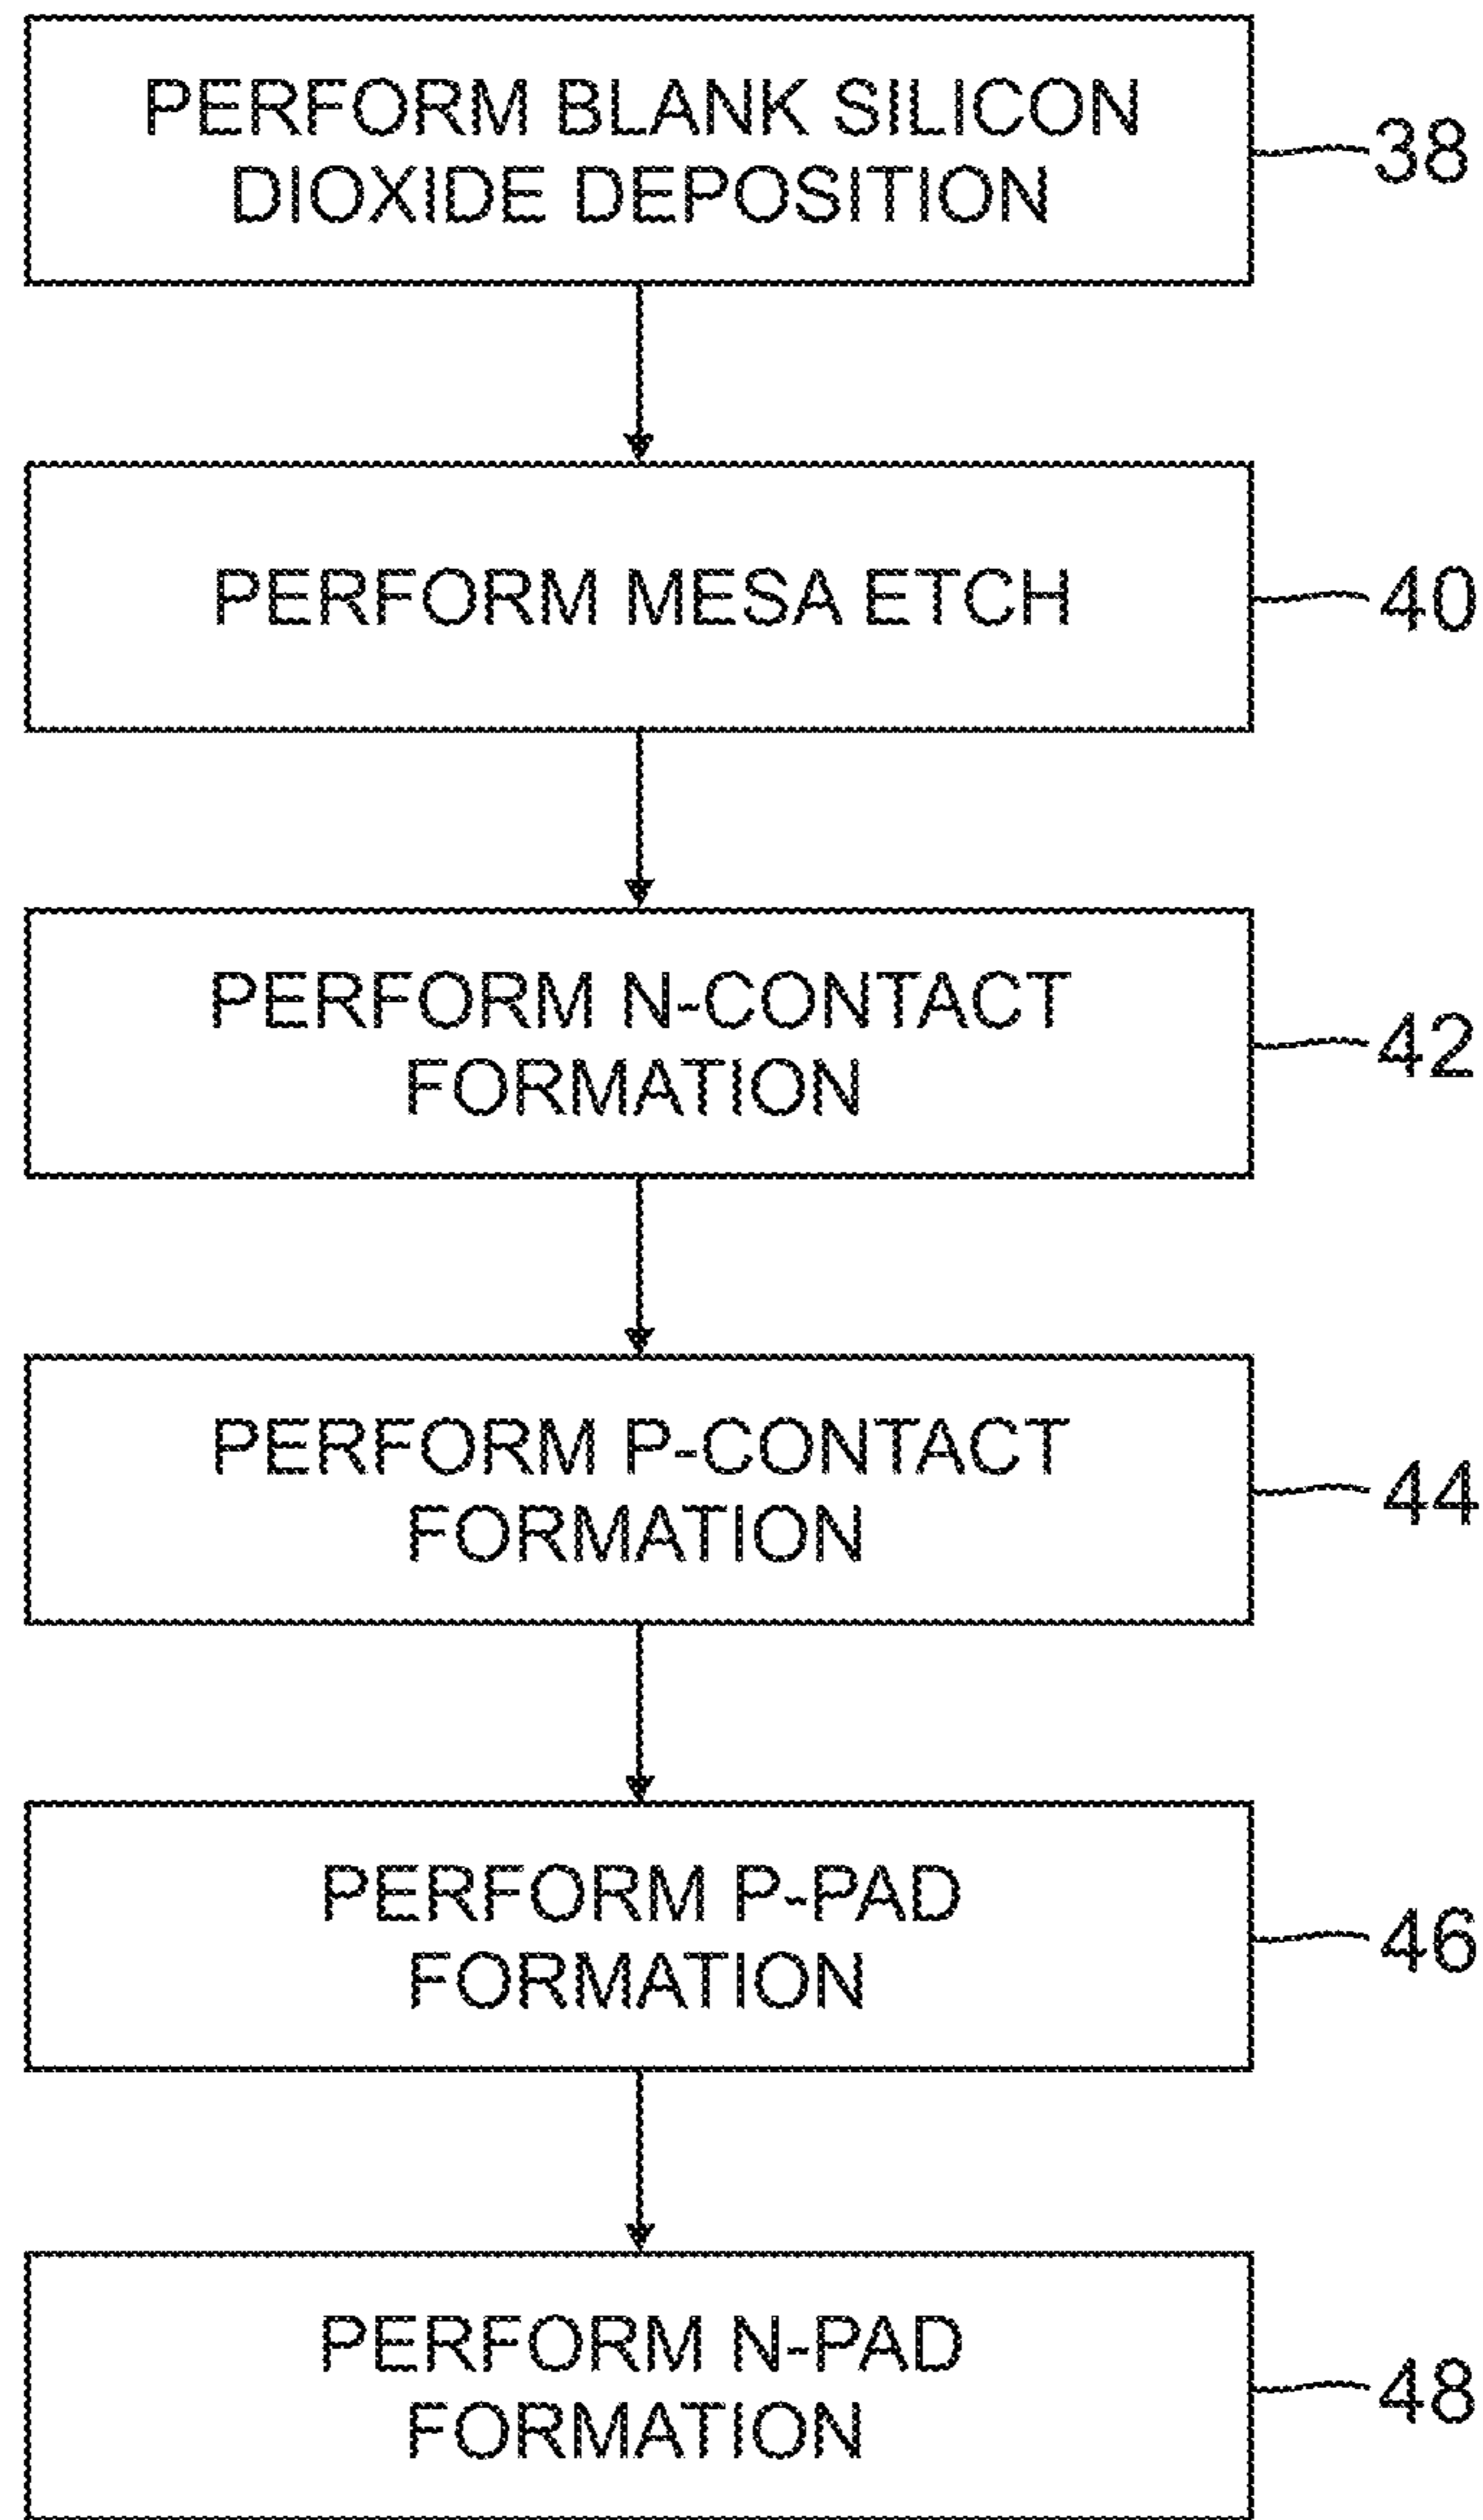 PERFORM BLANK SILICON
DIOXIDE DEPOSITION
38
PERFORM MESA ETCH
40
PERFORM N-CONTACT
FORMATION
42
PERFORM P-CONTACT
FORMATION
44
PERFORM P-PAD
FORMATION
46
PERFORM N-PAD
FORMATION
48